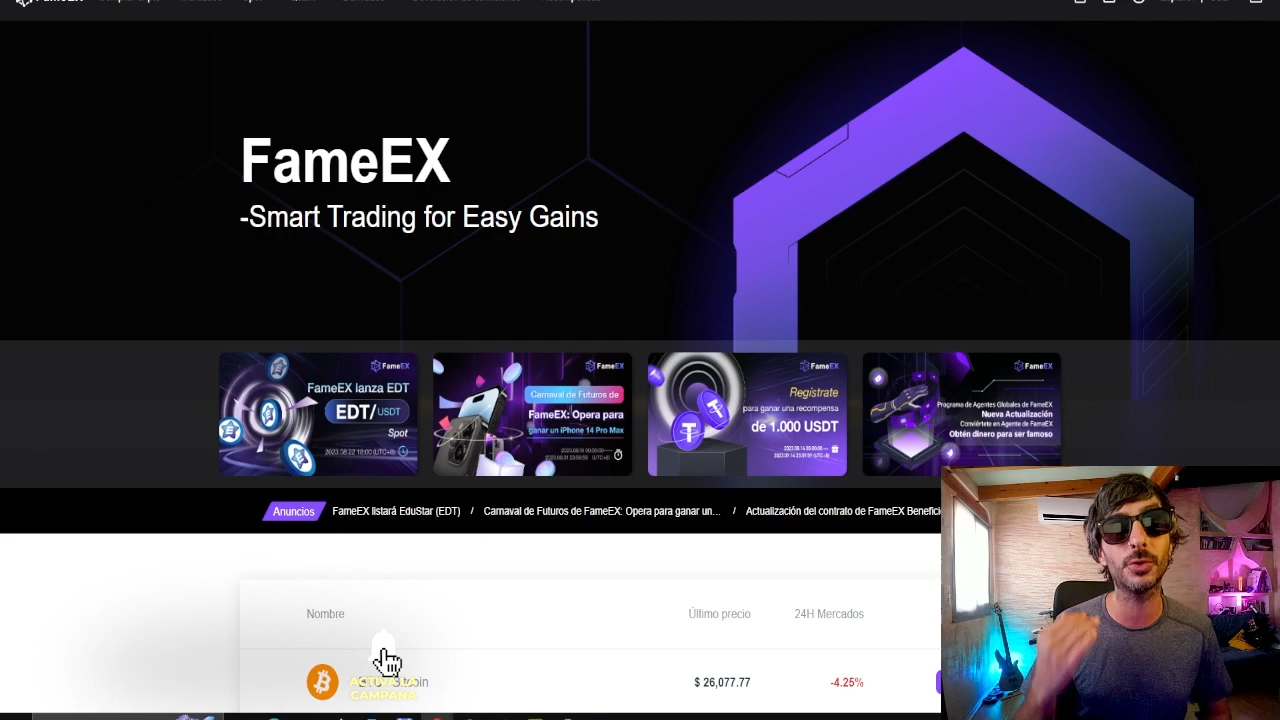 FameEX
-Smart Trading for Easy Gains
FameEX
FameEX lanza EDT
EDT/USDT
Spot
FameEX
Carnaval de Futuros de
FameEX: Opera para
ganar un iPhone 14 Pro Max
FameEX
Regístrate
para ganar una recompensa
de 1.000 USDT
FameEX
Programa de Agentes Globales de FameEX
Nueva Actualización
Conviértete en Agente de FameEX
Obtén dinero para ser famoso
Anuncios
FameEX listará EduStar (EDT) / Carnaval de Futuros de FameEX: Opera para ganar un... / Actualización del contrato de FameEX
Nombre
Último precio
24H Mercados
$ 26,077.77
-4.25%
CAMPANA